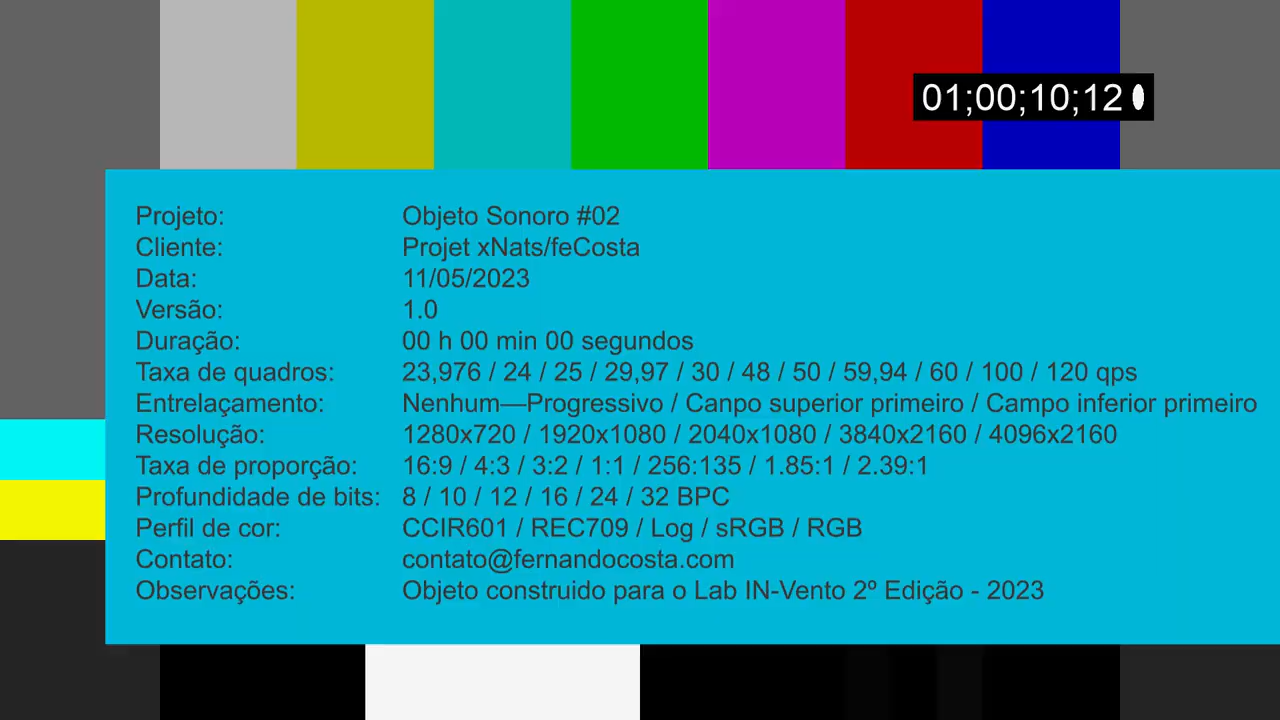 01;00;10;12
Projeto: Objeto Sonoro #02
Cliente: Projet xNats/feCosta
Data: 11/05/2023
Versão: 1.0
Duração: 00 h 00 min 00 segundos
Taxa de quadros: 23,976 / 24 / 25 / 29,97 / 30 / 48 / 50 / 59,94 / 60 / 100 / 120 qps
Entrelaçamento: Nenhum—Progressivo / Canpo superior primeiro / Campo inferior primeiro
Resolução: 1280x720 / 1920x1080 / 2040x1080 / 3840x2160 / 4096x2160
Taxa de proporção: 16:9 / 4:3 / 3:2 / 1:1 / 256:135 / 1.85:1 / 2.39:1
Profundidade de bits: 8 / 10 / 12 / 16 / 24 / 32 BPC
Perfil de cor: CCIR601 / REC709 / Log / sRGB / RGB
Contato: contato@fernandocosta.com
Observações: Objeto construido para o Lab IN-Vento 2º Edição - 2023